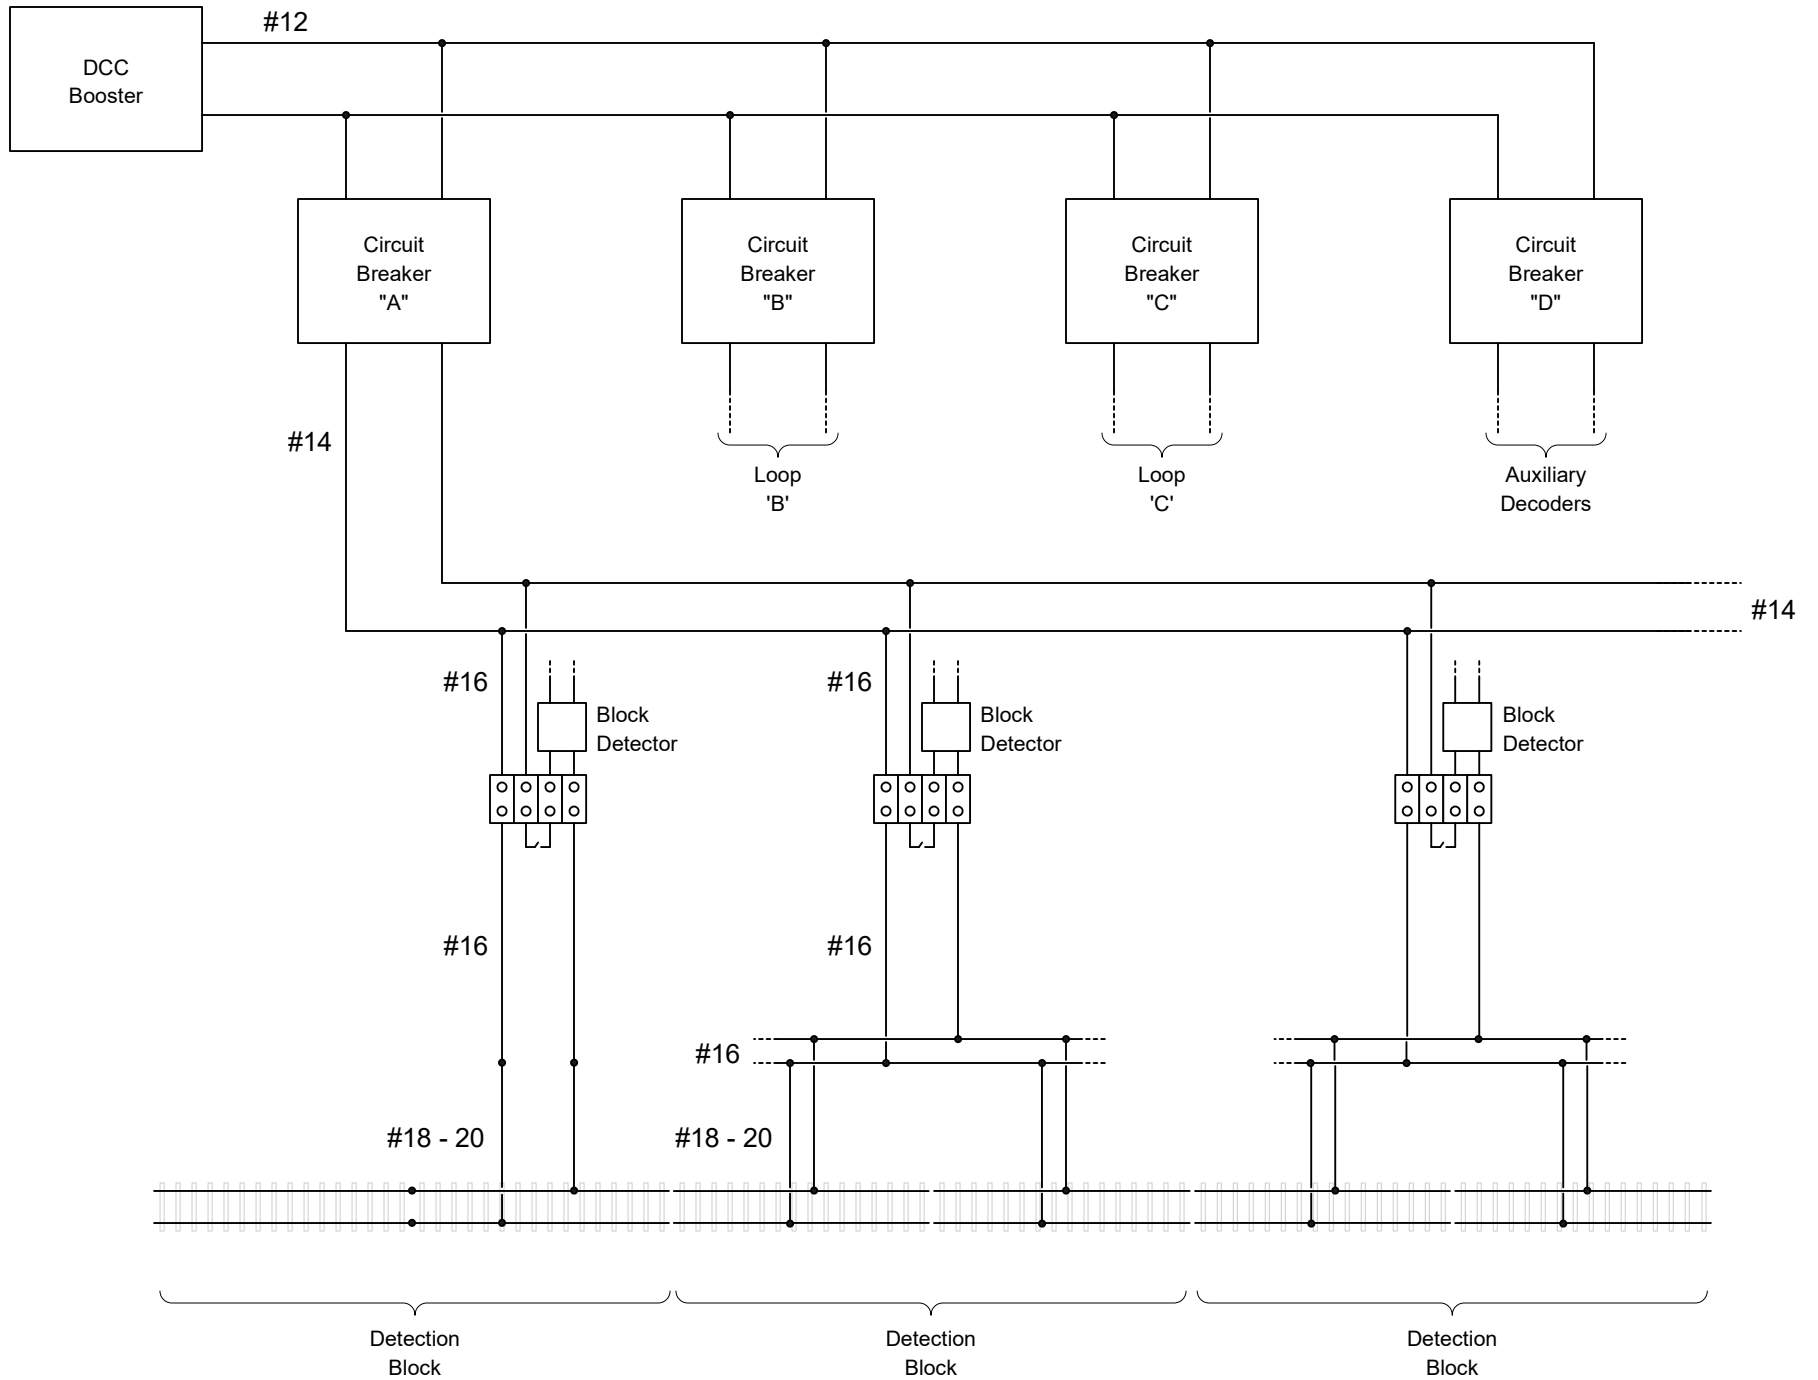 #12
DCC
Booster
Circuit
Breaker
"A"
Circuit
Breaker
"B"
Circuit
Breaker
"C"
Circuit
Breaker
"D"
#14
Loop
'B'
Loop
'C'
Auxiliary
Decoders
#14
#16
Block
Detector
#16
Block
Detector
Block
Detector
#16
#16
#16
#18 - 20
#18 - 20
Detection
Block
Detection
Block
Detection
Block